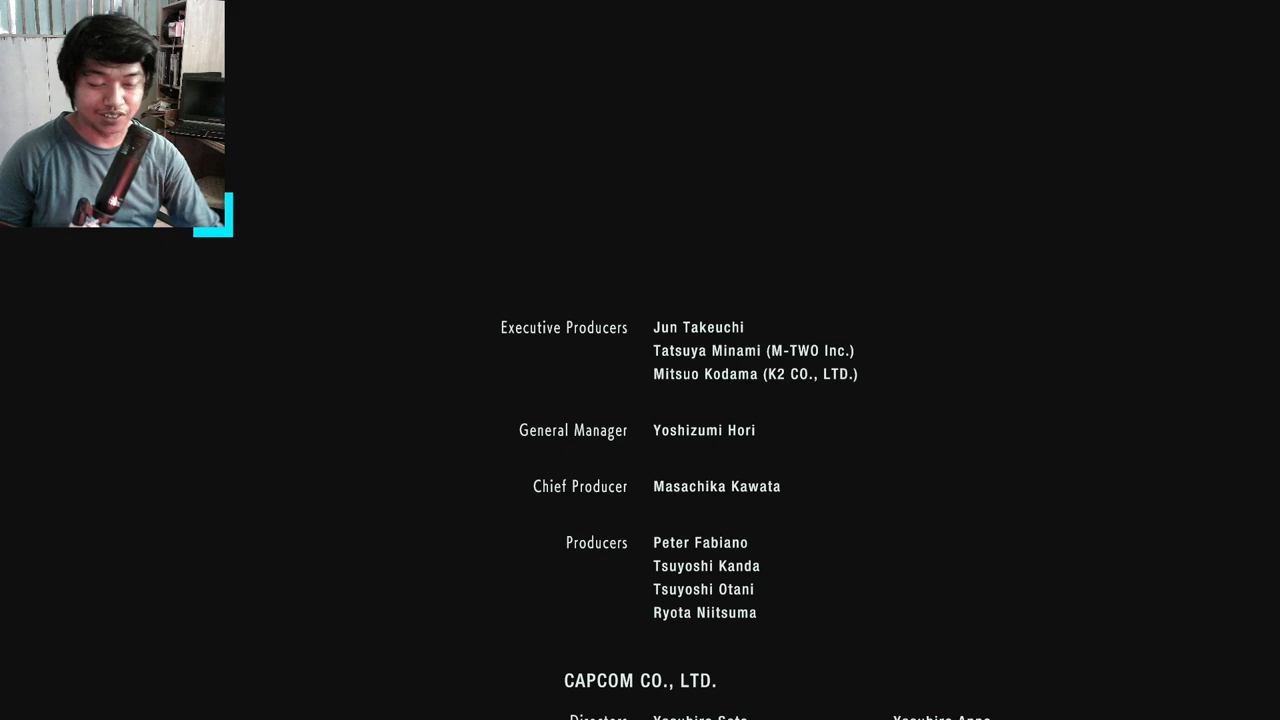 Executive Producers Jun Takeuchi
Tatsuya Minami (M-TWO Inc.)
Mitsuo Kodama (K2 CO., LTD.)
General Manager Yoshizumi Hori
Chief Producer Masachika Kawata
Producers Peter Fabiano
Tsuyoshi Kanda
Tsuyoshi Otani
Ryota Niitsuma
CAPCOM CO., LTD.